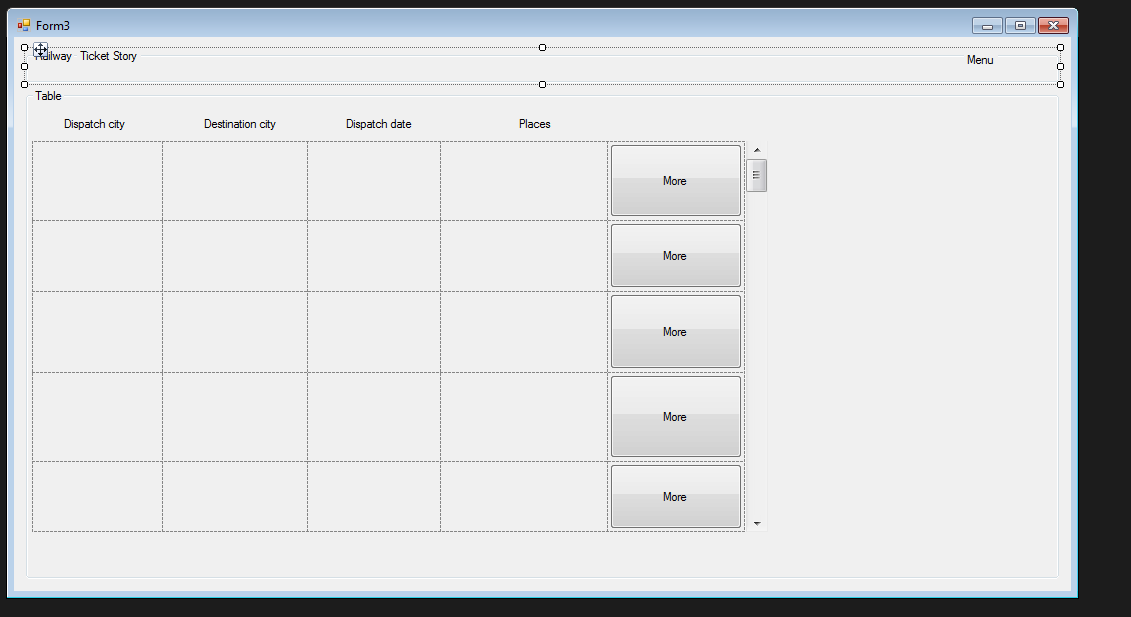 Form3
Railway Ticket Story
Menu
Table
Dispatch city Destination city Dispatch date Places
More
More
More
More
More